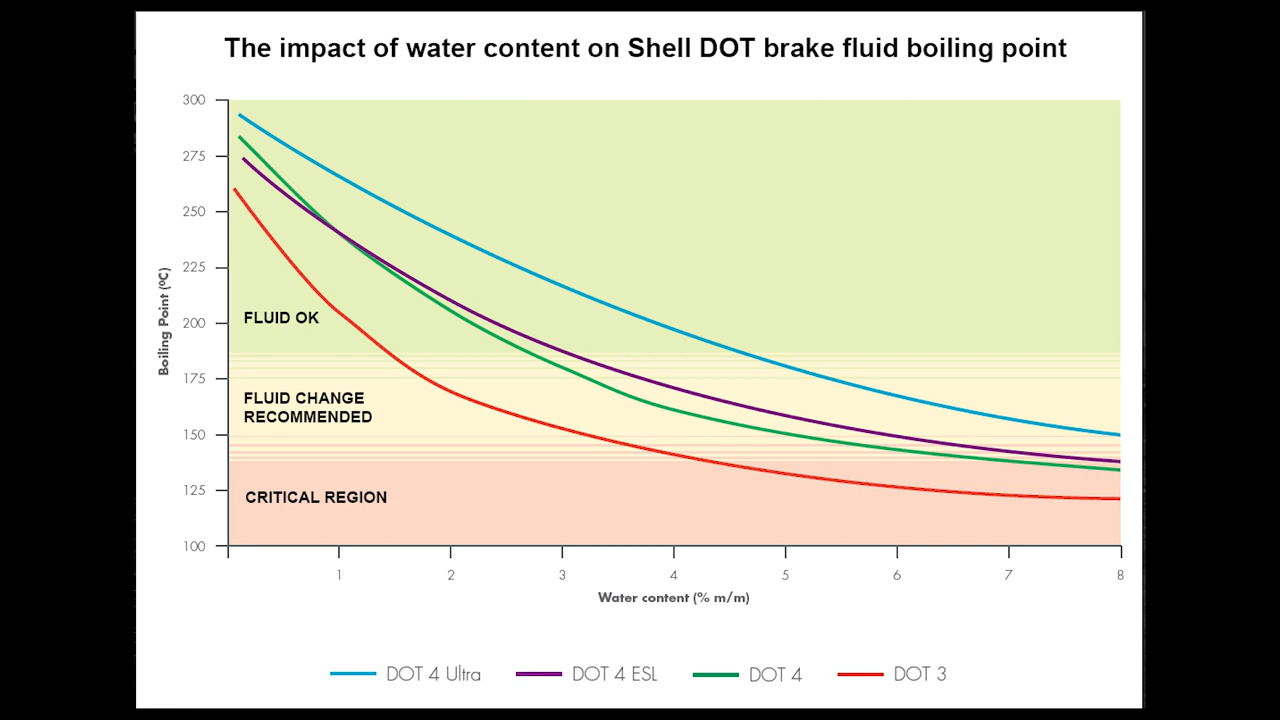 The impact of water content on Shell DOT brake fluid boiling point
300
275
250
225
200
175
150
125
100
Boiling Point (ºC)
FLUID OK
FLUID CHANGE
RECOMMENDED
CRITICAL REGION
1 2 3 4 5 6 7 8
Water content (% m/m)
DOT 4 Ultra DOT 4 ESL DOT 4 DOT 3